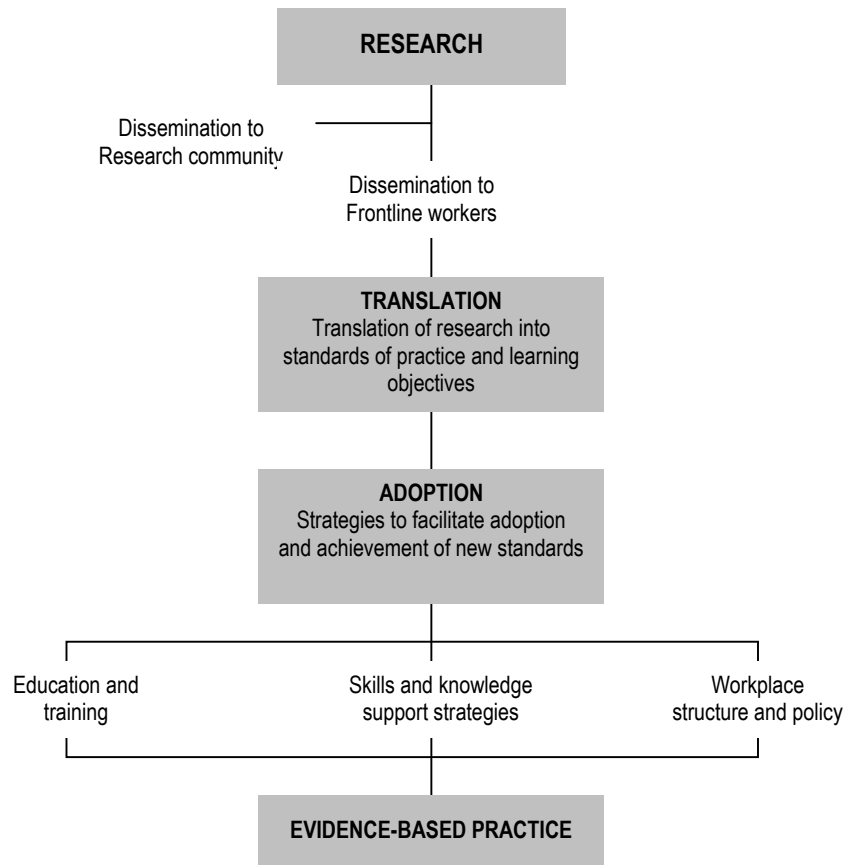 RESEARCH
Dissemination to
Research community
Dissemination to
Frontline workers
TRANSLATION
Translation of research into
standards of practice and learning
objectives
ADOPTION
Strategies to facilitate adoption
and achievement of new standards
Education and
training
Skills and knowledge
support strategies
Workplace
structure and policy
EVIDENCE-BASED PRACTICE